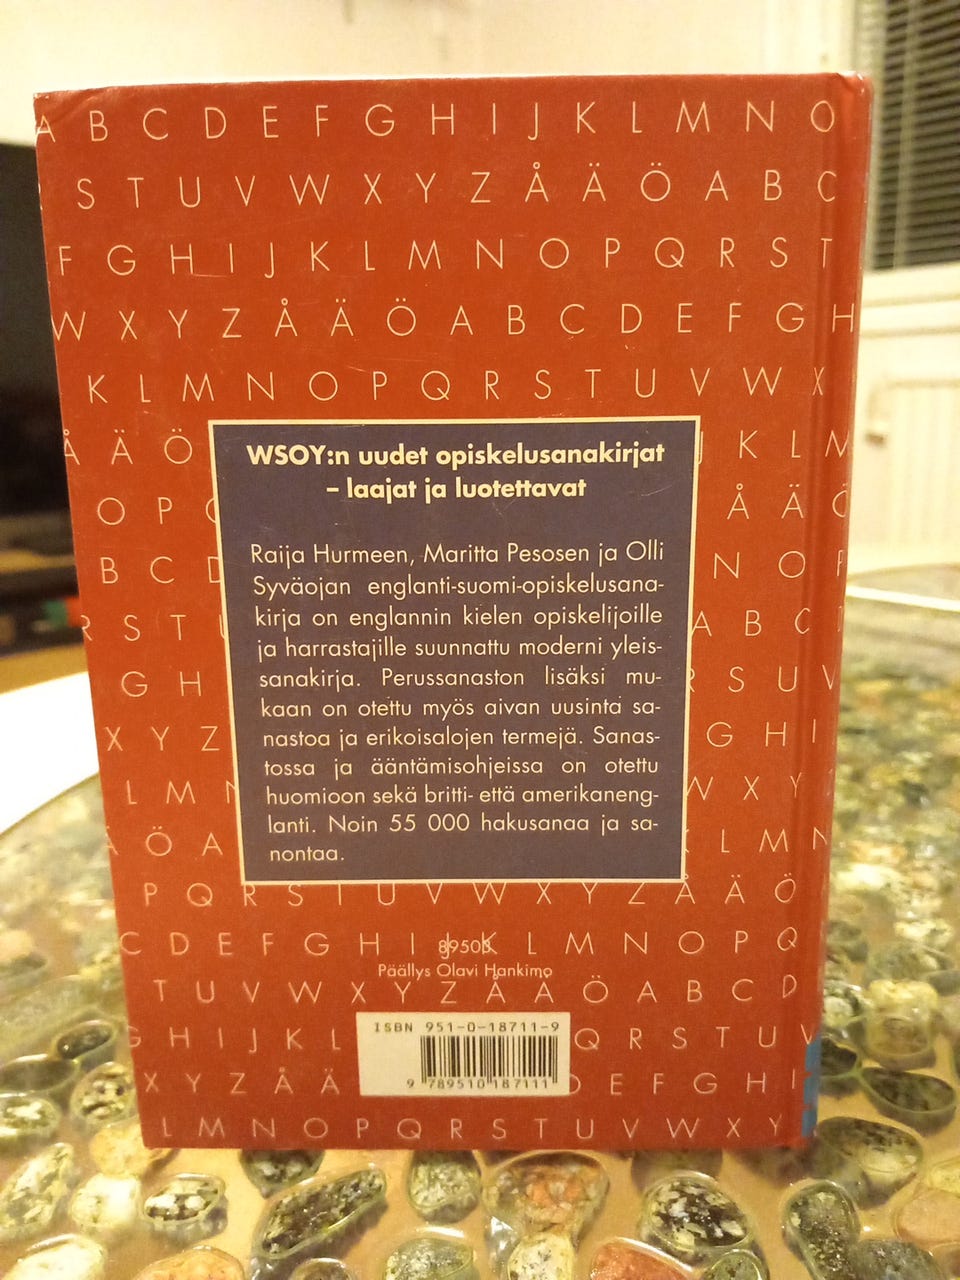 A B C D E F G H I J K L M N O
S T U V W X Y Z Å Ä Ö A B C
F G H I J K L M N O P Q R S T
W X Y Z Å Ä Ö A B C D E F G H
K L M N O P Q R S T U V W X
Å Ä Ö J K L M
WSOY:n uudet opiskelusanakirjat
– laajat ja luotettavat
O P Å Ä Ö
Raija Hurmeen, Maritta Pesosen ja Olli
B C D N O P
Syväojan englanti-suomi-opiskelusana-
kirja on englannin kielen opiskelijoille
R S T U A B C D
ja harrastajille suunnattu moderni yleis-
sanakirja. Perussanaston lisäksi mu-
G H R S U V
kaan on otettu myös aivan uusinta sa-
nastoa ja erikoisalojen termejä. Sanas-
X Y Z G H I
tossa ja ääntämisohjeissa on otettu
huomioon sekä britti- että amerikaneng-
L M N W X Y Z
lanti. Noin 55 000 hakusanaa ja sa-
Ä Ö A K L M N
nontaa.
P Q R S T U V W X Y Z Å Ä Ö
C D E F G H I J K L M N O P Q
89503
Päällys Olavi Hankimo
T U V W X Y Z Å Ä Ö A B C D
ISBN 951-0-18711-9
G H I J K L Q R S T U V
9 789510 187111
X Y Z Å Ä D E F G H I
L M N O P Q R S T U V W X Y